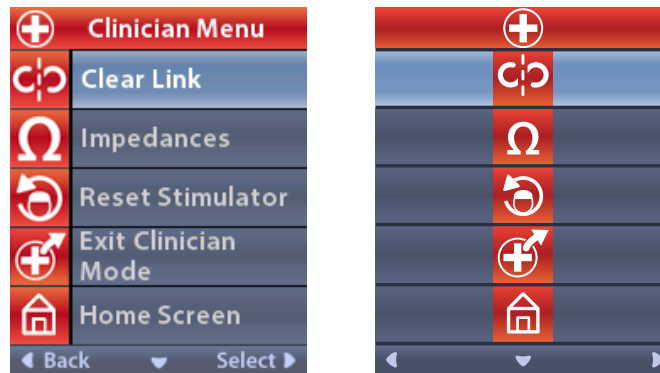 Clinician Menu
Clear Link
Impedances
Reset Stimulator
Exit Clinician
Mode
Home Screen
Back Select